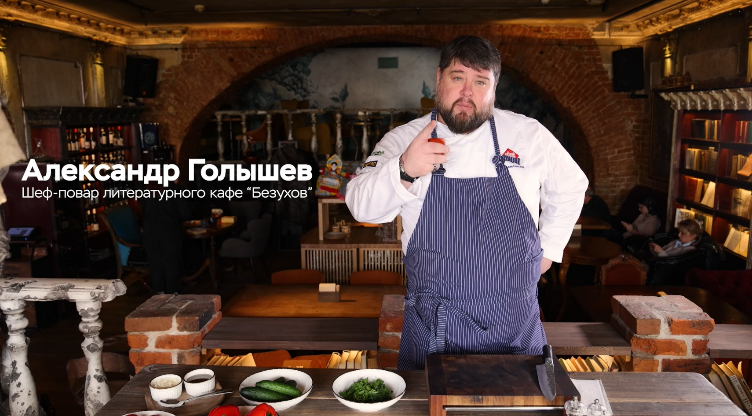 Александр Голышев
Шеф-повар литературного кафе “Безухов”